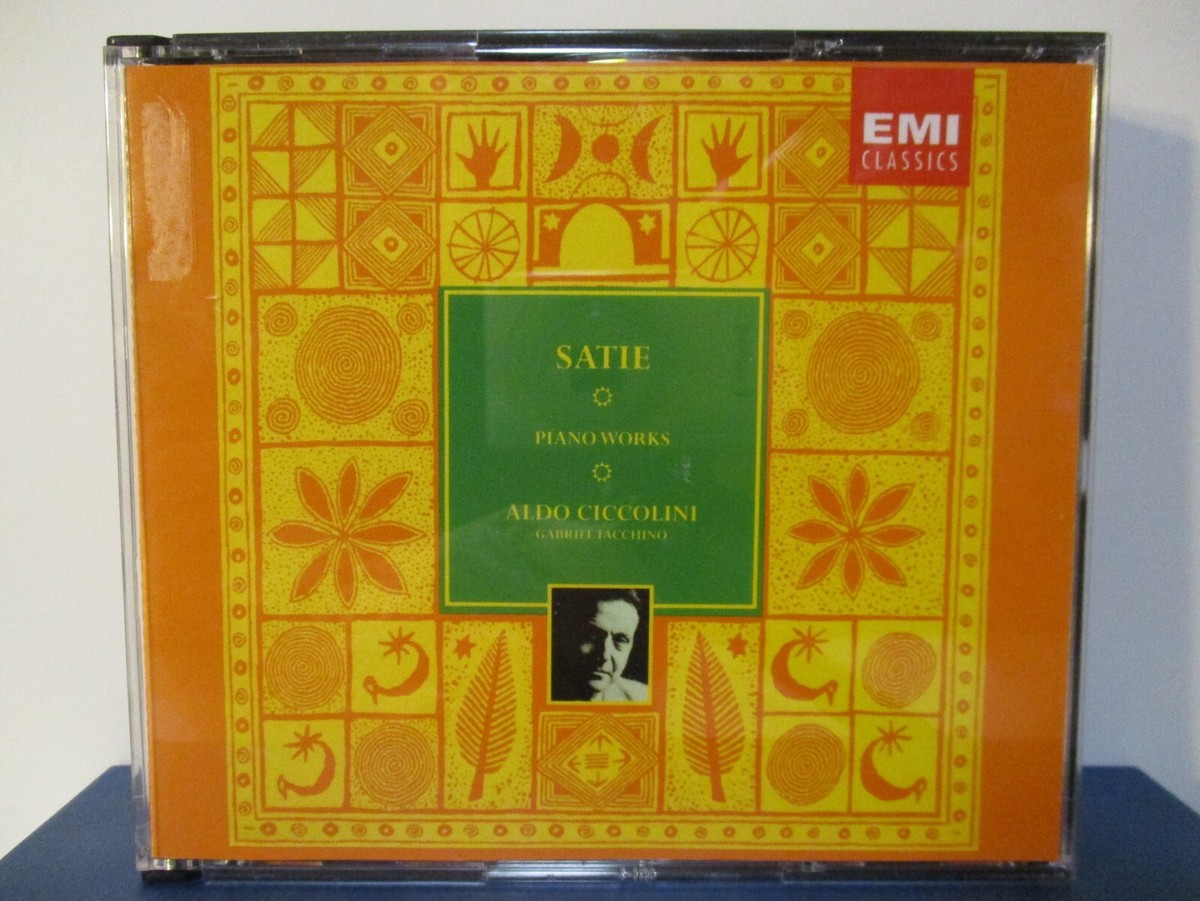 EMI
CLASSICS
SATIE
PIANO WORKS
ALDO CICCOLINI
GABRIEL TACCHINO